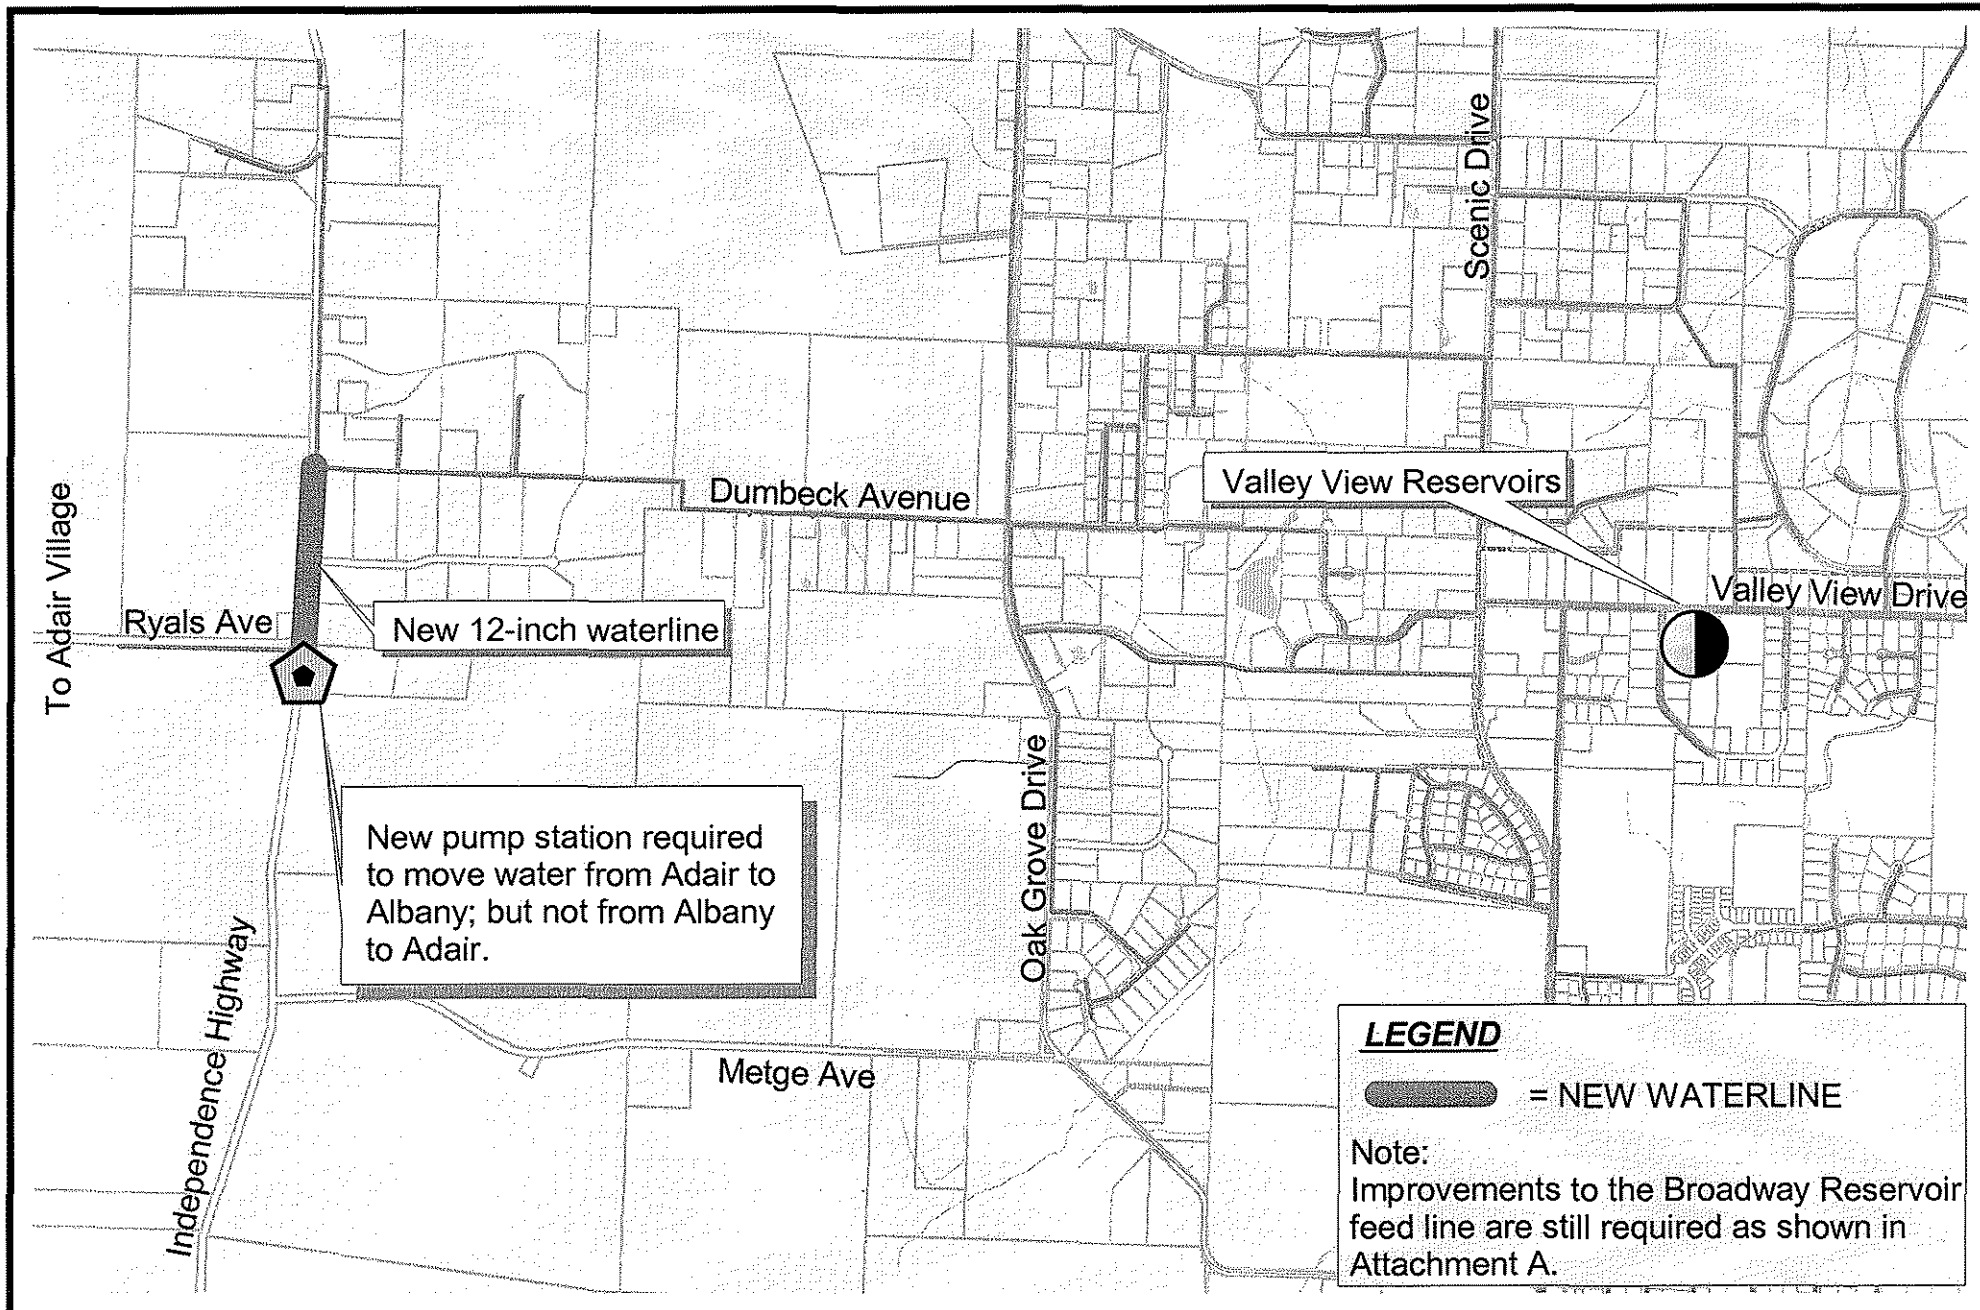 Scenic Drive
Dumbeck Avenue
Valley View Reservoirs
To Adair Village
Ryals Ave
New 12-inch waterline
Valley View Drive
New pump station required
to move water from Adair to
Albany; but not from Albany
to Adair.
Oak Grove Drive
Independence Highway
Metge Ave
LEGEND
= NEW WATERLINE
Note:
Improvements to the Broadway Reservoir
feed line are still required as shown in
Attachment A.